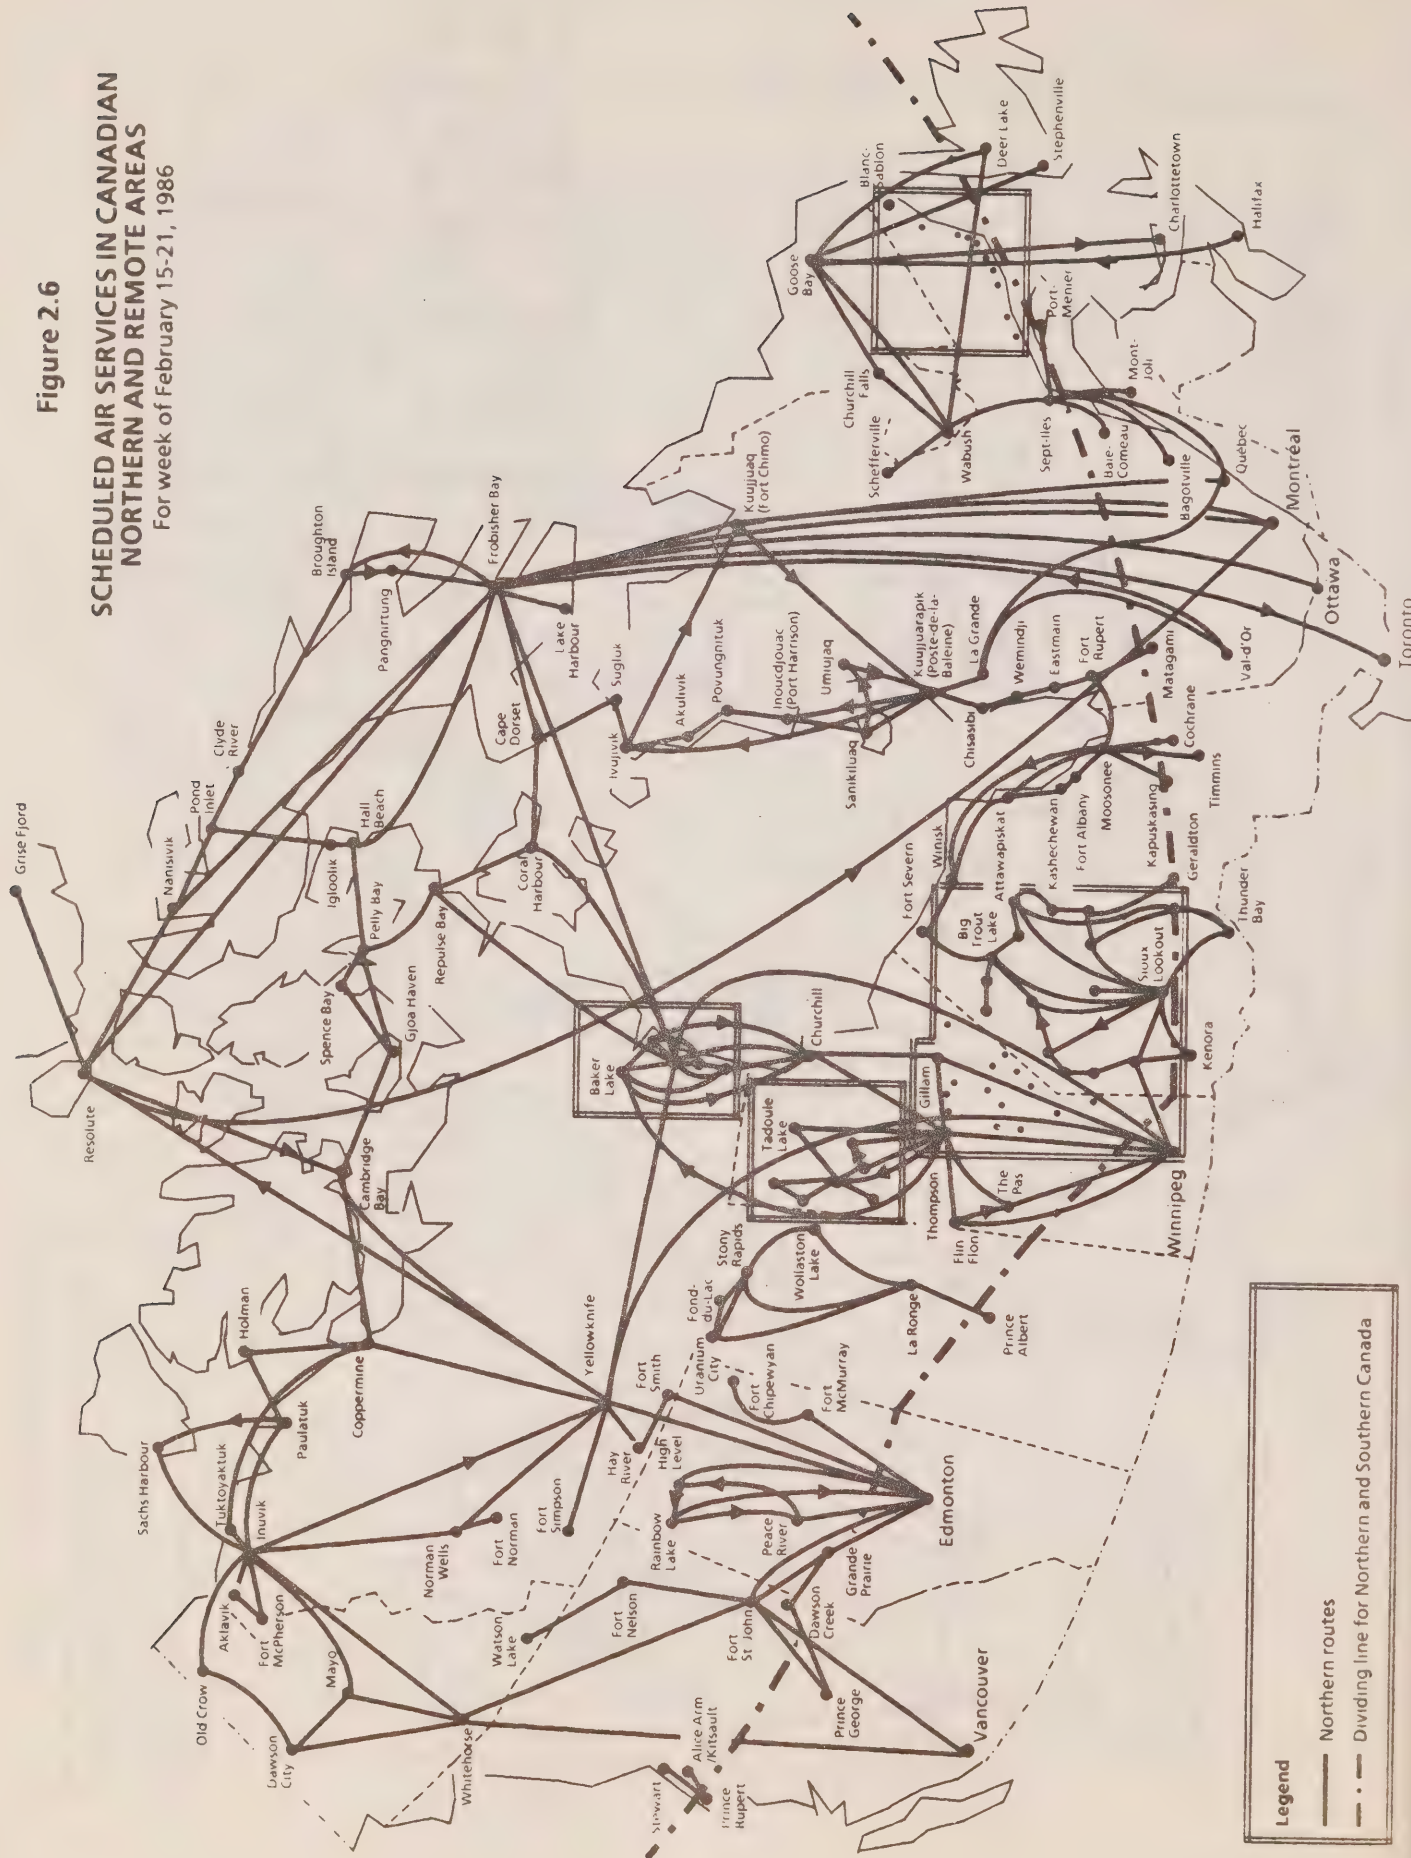 Figure 2.6
SCHEDULED AIR SERVICES IN CANADIAN
NORTHERN AND REMOTE AREAS
For week of February 15-21, 1986
Grise Fjord
Resolute
Nanisivik
Pond
Inlet
Clyde
River
Broughton
Island
Pangnirtung
Frobisher Bay
Lake
Harbour
Cape
Dorset
Igloolik
Hall
Beach
Pelly Bay
Spence Bay
Gjoa Haven
Repulse Bay
Coral
Harbour
Cambridge
Bay
Holman
Coppermine
Paulatuk
Sachs Harbour
Tuktoyaktuk
Inuvik
Aklavik
Fort
McPherson
Old Crow
Dawson
City
Mayo
Whitehorse
Norman
Wells
Fort
Norman
Fort
Simpson
Yellowknife
Hay
River
Fort
Smith
High
Level
Rainbow
Lake
Peace
River
Watson
Lake
Fort
Nelson
Fort
St John
Dawson
Creek
Grande
Prairie
Prince
George
Stewart
Alice Arm
/Kitsault
Prince
Rupert
Vancouver
Edmonton
Fort
McMurray
Fort
Chipewyan
Uranium
City
Fond-
du-Lac
Stony
Rapids
Wollaston
Lake
La Ronge
Prince
Albert
Baker
Lake
Tadoule
Lake
Churchill
Gillam
Thompson
Flin
Flon
The
Pas
Winnipeg
Fort Severn
Winisk
Big
Trout
Lake
Sioux
Lookout
Kenora
Thunder
Bay
Geraldton
Attawapiskat
Kashechewan
Fort Albany
Moosonee
Kapuskasing
Timmins
Cochrane
Sugluk
Ivujivik
Akulivik
Povungnituk
Inoucdjouac
(Port Harrison)
Umiujaq
Sanikiluaq
Kuujjuarapik
(Poste-de-la-
Baleine)
Chisasibi
La Grande
Wemindji
Eastmain
Fort
Rupert
Matagami
Val-d'Or
Kuujjuaq
(Fort Chimo)
Schefferville
Churchill
Falls
Wabush
Goose
Bay
Blanc-
Sablon
Deer Lake
Stephenville
Port-
Menier
Sept-Iles
Mont-
Joli
Baie-
Comeau
Bagotville
Québec
Montréal
Ottawa
Toronto
Charlottetown
Halifax
Legend
Northern routes
Dividing line for Northern and Southern Canada